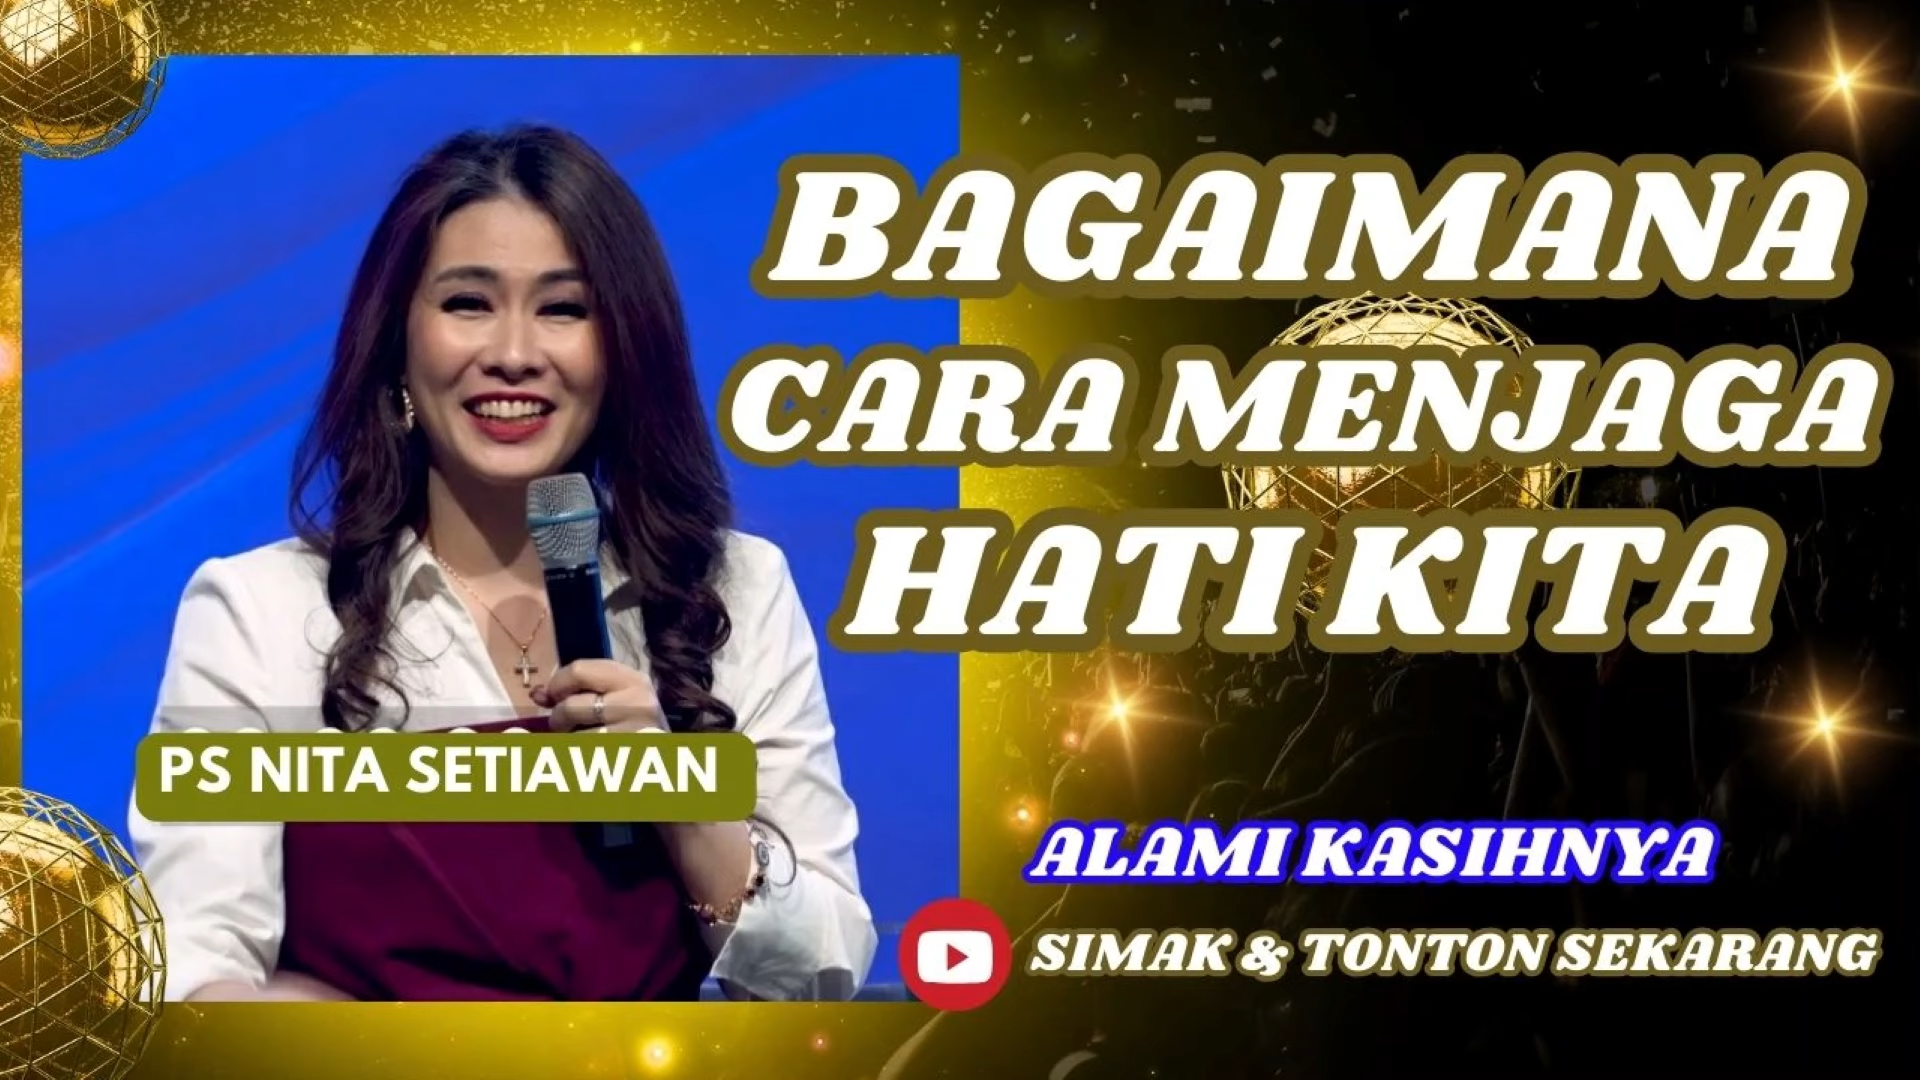 BAGAIMANA
CARA MENJAGA
HATI KITA
PS NITA SETIAWAN
ALAMI KASIHNYA
SIMAK & TONTON SEKARANG